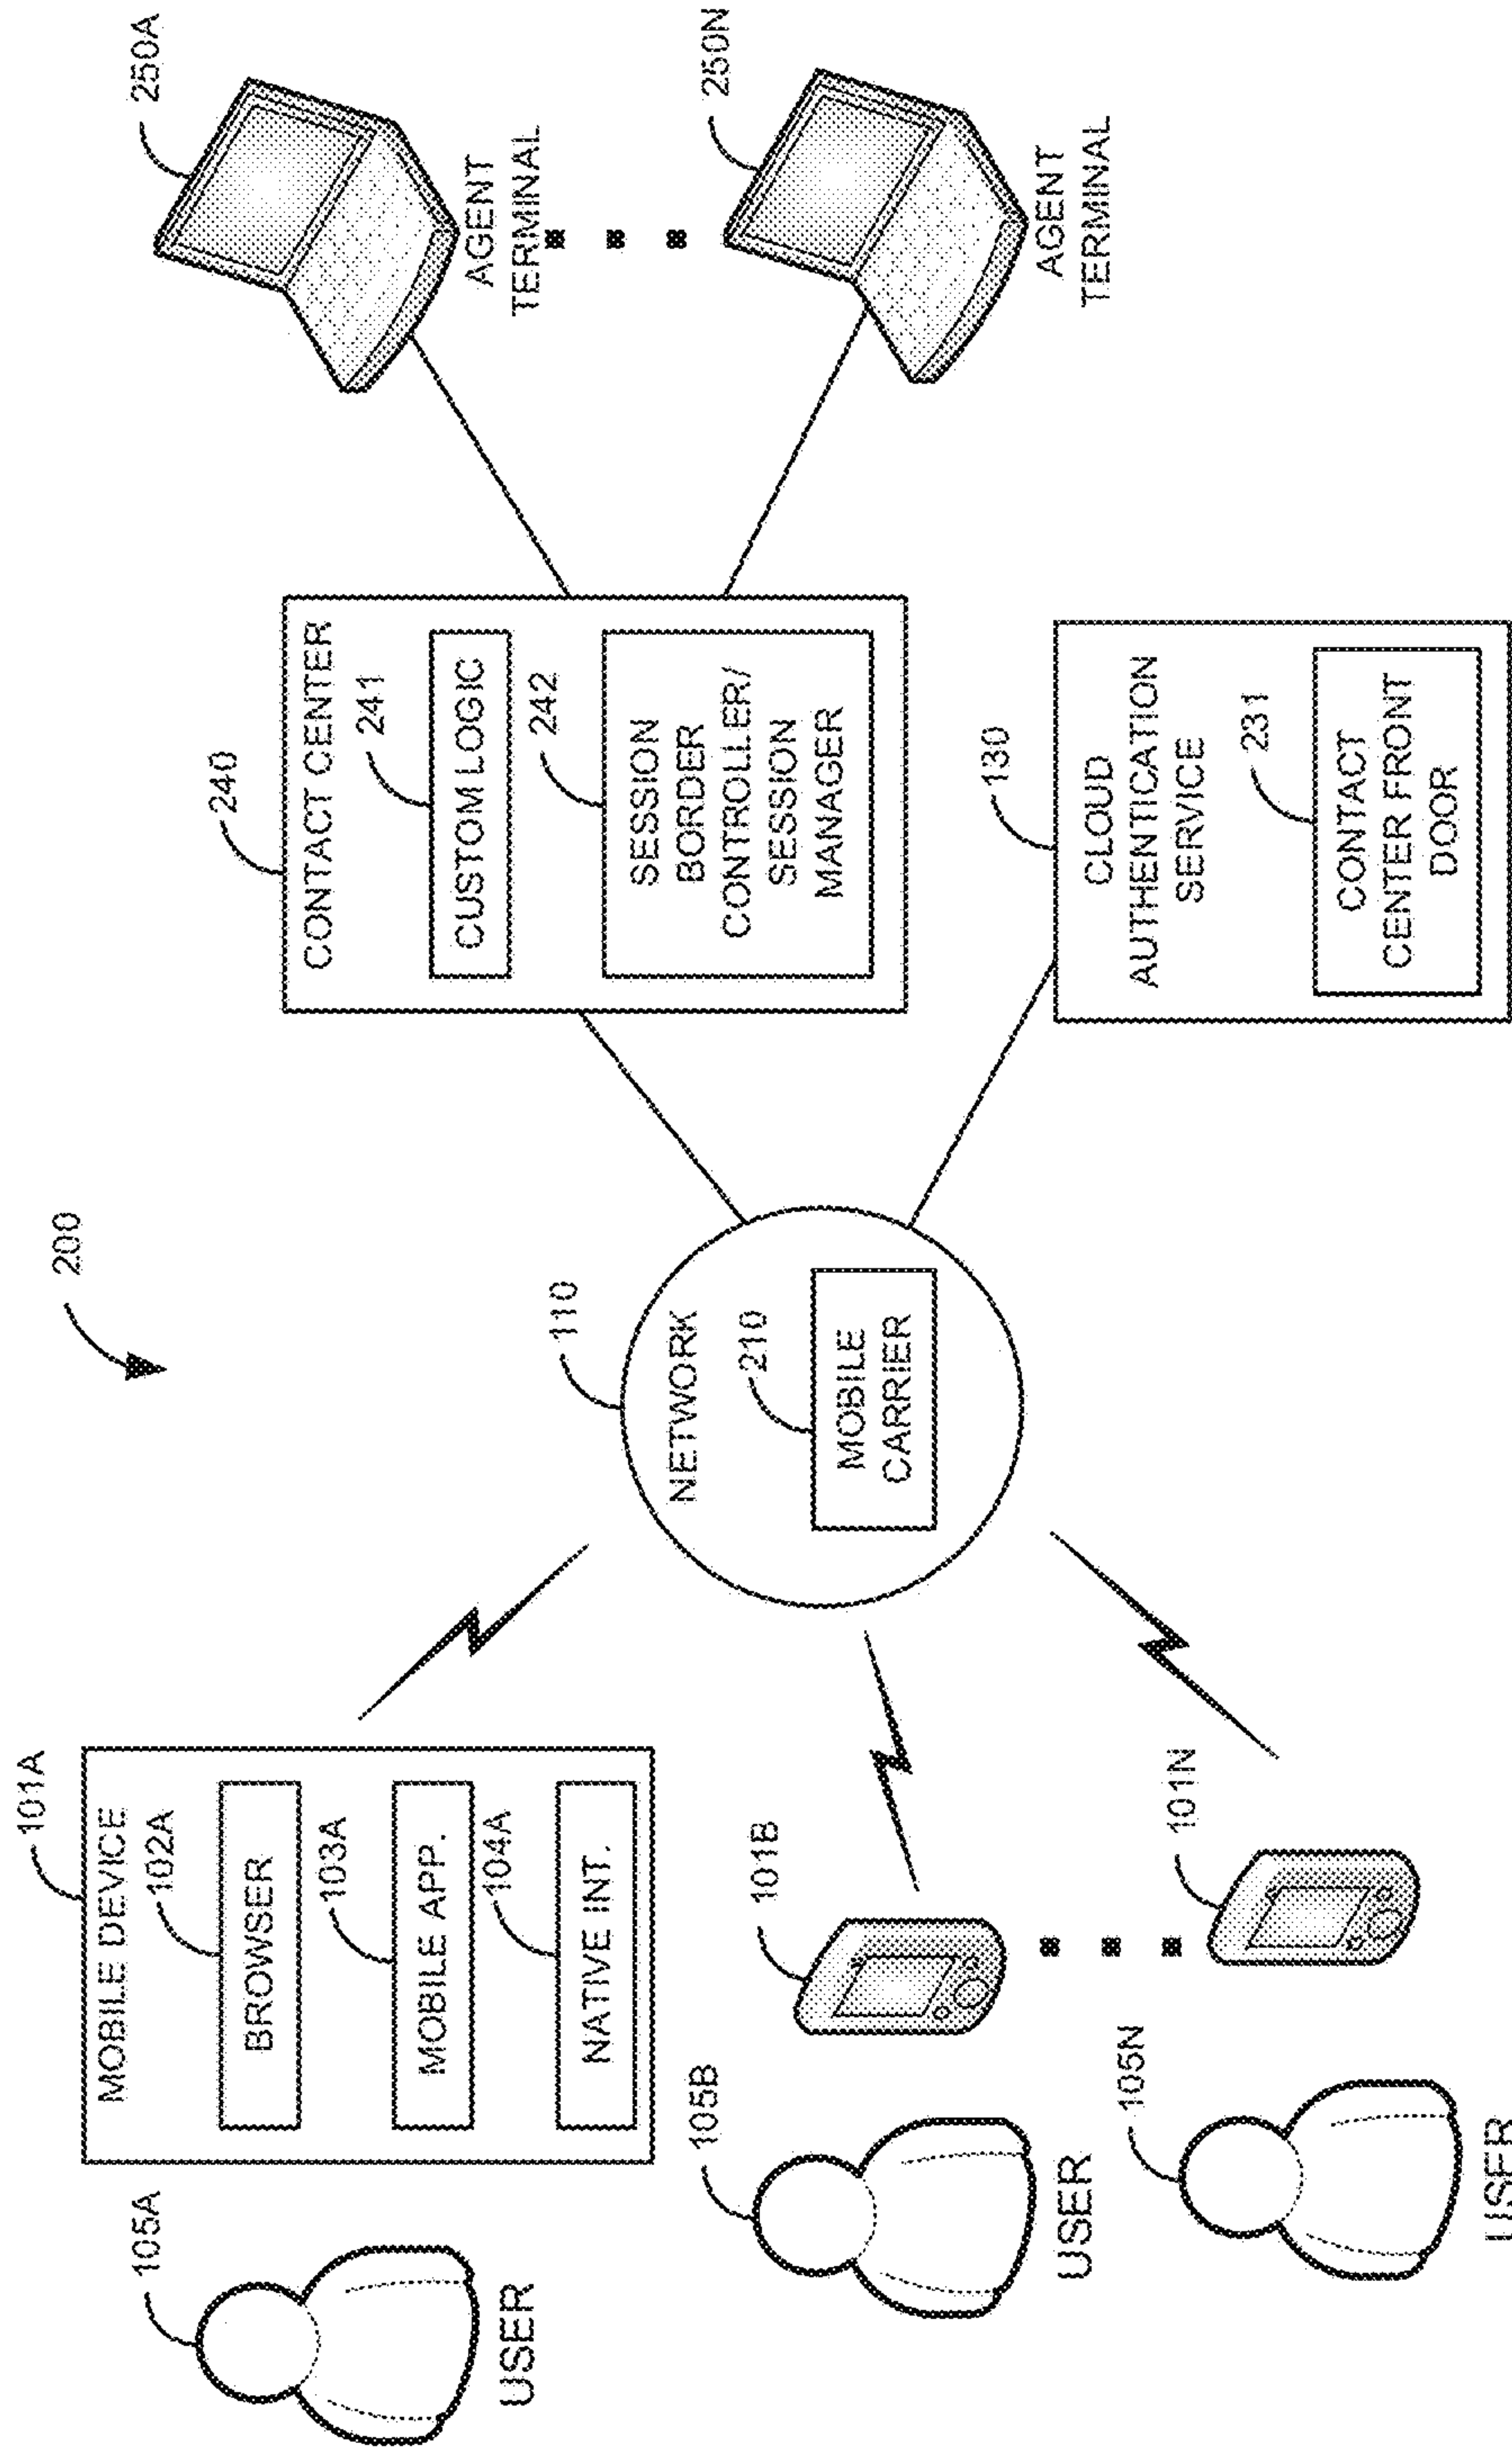 200
105A
USER
101A
MOBILE DEVICE
102A
BROWSER
103A
MOBILE APP.
104A
NATIVE INT.
105B
USER
101B
105N
USER
101N
110
NETWORK
210
MOBILE
CARRIER
240
CONTACT CENTER
241
CUSTOM LOGIC
242
SESSION
BORDER
CONTROLLER/
SESSION
MANAGER
130
CLOUD
AUTHENTICATION
SERVICE
231
CONTACT
CENTER FRONT
DOOR
250A
AGENT
TERMINAL
250N
AGENT
TERMINAL